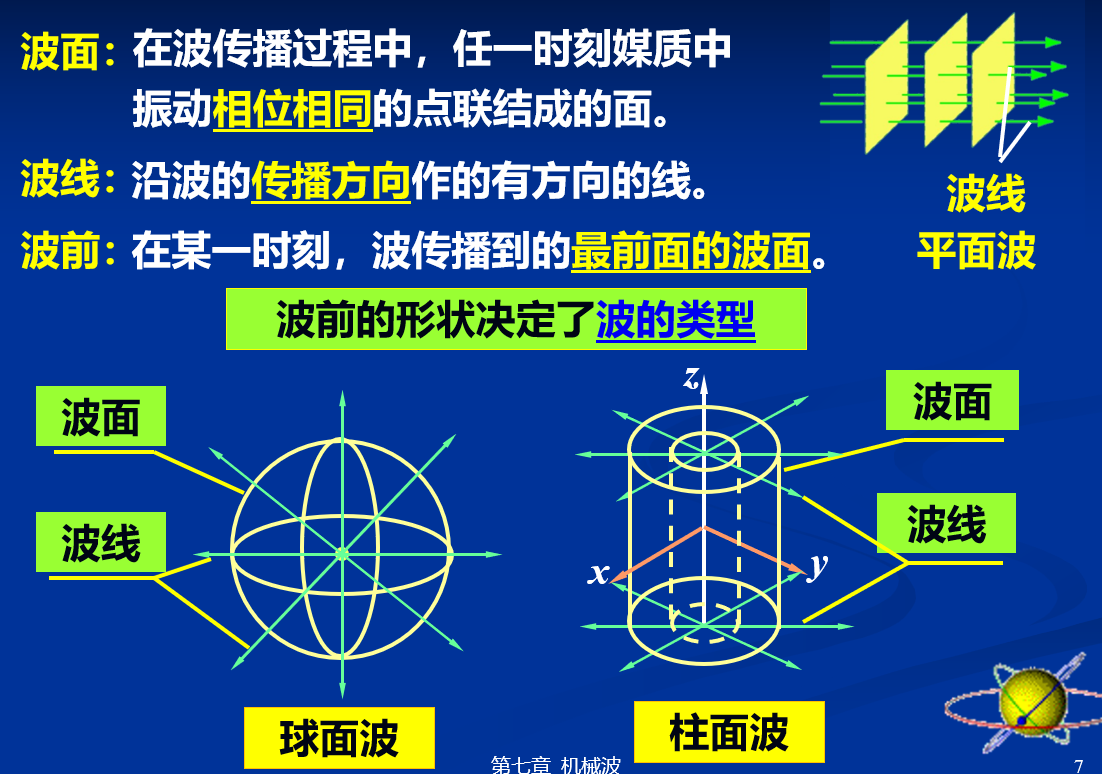 波面：在波传播过程中，任一时刻媒质中
振动相位相同的点联结成的面。
波线：沿波的传播方向作的有方向的线。
波前：在某一时刻，波传播到的最前面的波面。
波线
平面波
波前的形状决定了波的类型
波面
波线
球面波
z
x
y
波面
波线
柱面波
第七章 机械波
7